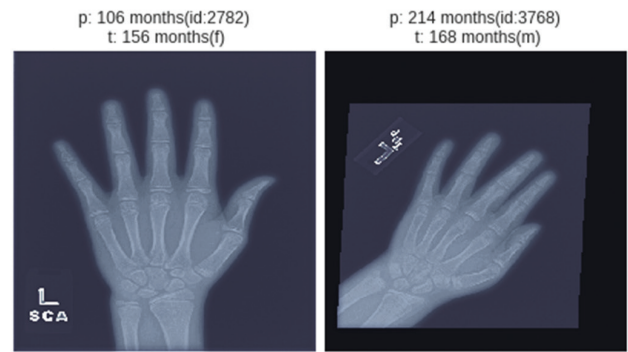 p: 106 months(id:2782)
t: 156 months(f)
p: 214 months(id:3768)
t: 168 months(m)
L
SCA
L